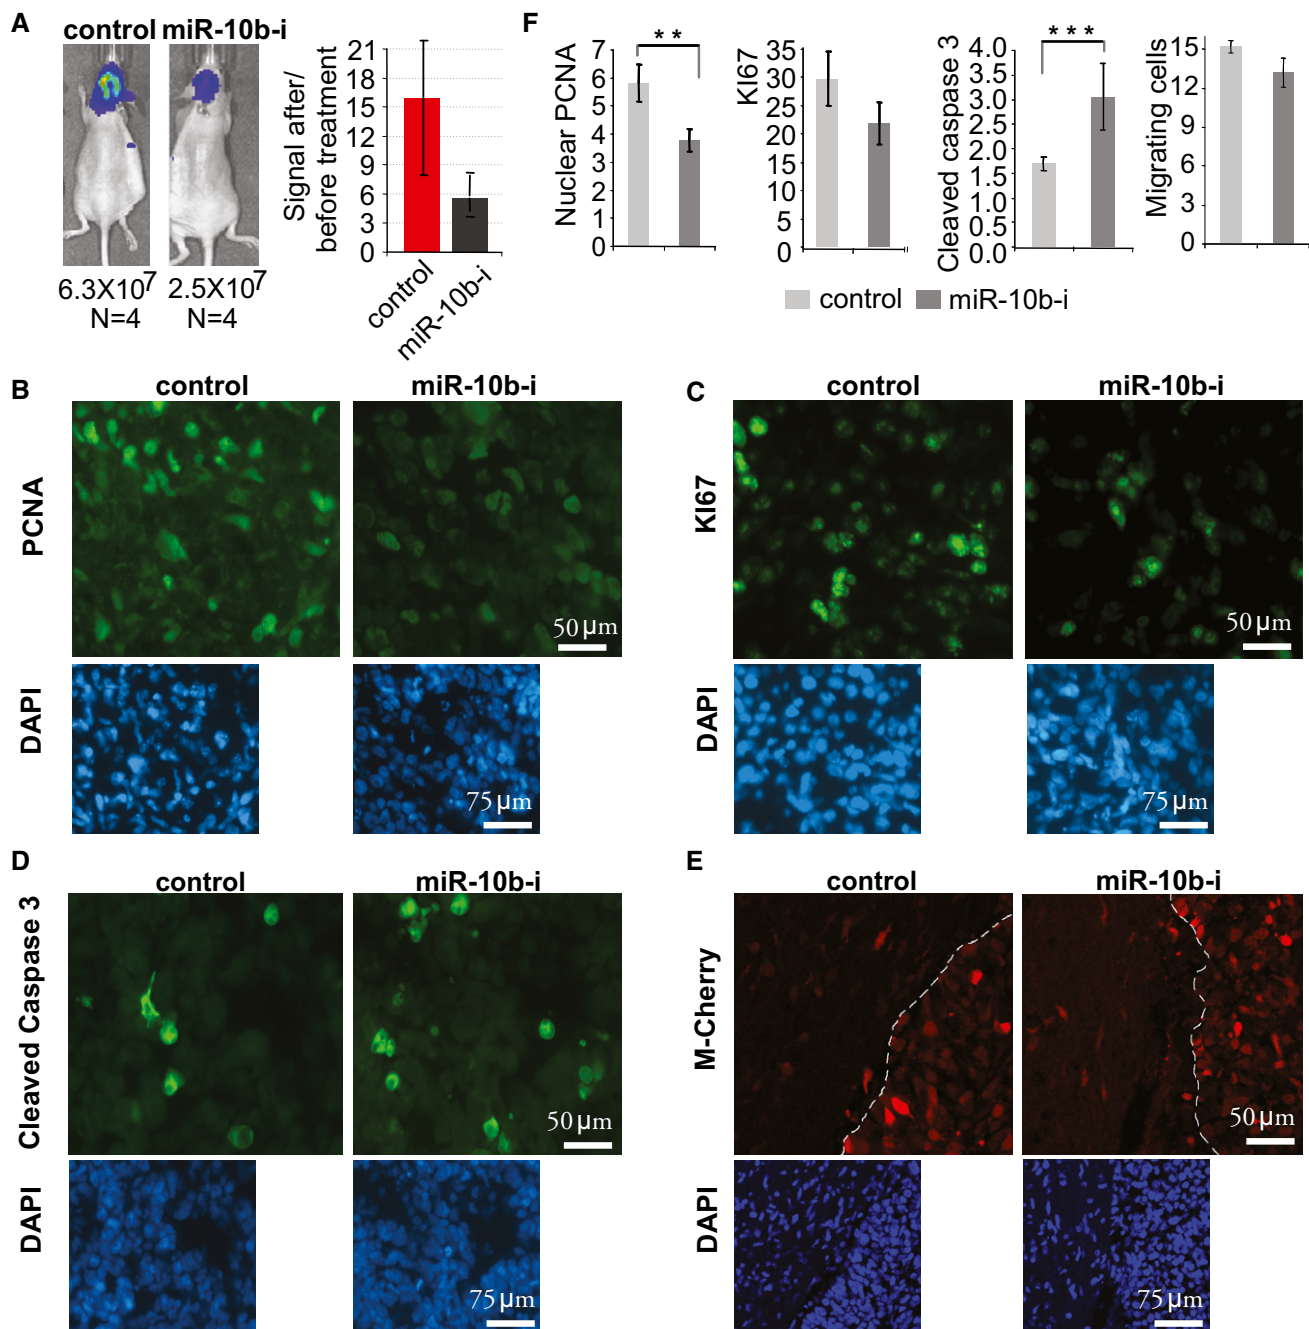 A
control miR-10b-i
6.3X10⁷ 2.5X10⁷
N=4 N=4
Signal after/
before treatment
21
18
15
12
9
6
3
0
control
miR-10b-i
F
Nuclear PCNA
7
6
5
4
3
2
1
0
**
KI67
35
30
25
20
15
10
5
0
Cleaved caspase 3
4.0
3.5
3.0
2.5
2.0
1.5
1.0
0.5
0.0
***
Migrating cells
15
12
9
6
3
0
control miR-10b-i
B
control miR-10b-i
PCNA
50 µm
DAPI
75 µm
C
control miR-10b-i
KI67
50 µm
DAPI
75 µm
D
control miR-10b-i
Cleaved Caspase 3
50 µm
DAPI
75 µm
E
control miR-10b-i
M-Cherry
50 µm
DAPI
75 µm